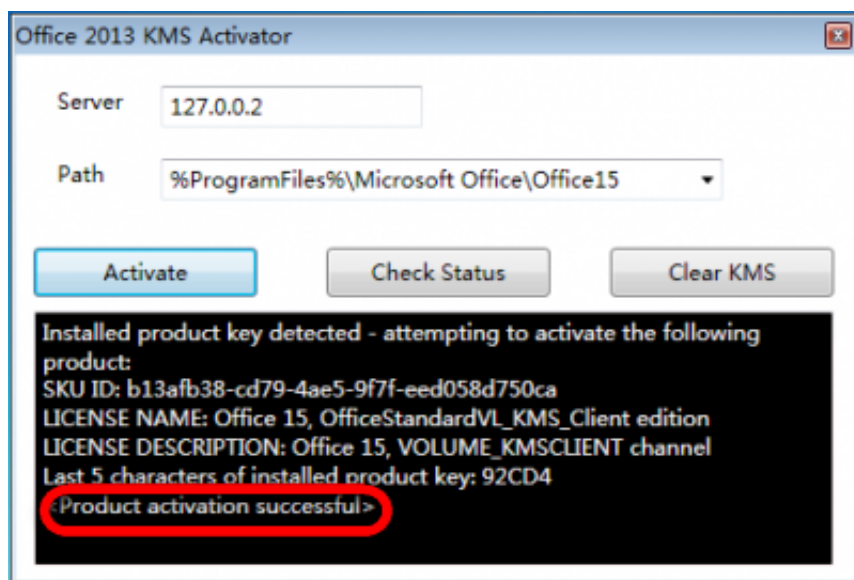 Office 2013 KMS Activator
Server
127.0.0.2
Path
%ProgramFiles%\Microsoft Office\Office15
Activate
Check Status
Clear KMS
Installed product key detected - attempting to activate the following
product:
SKU ID: b13afb38-cd79-4ae5-9f7f-eed058d750ca
LICENSE NAME: Office 15, OfficeStandardVL_KMS_Client edition
LICENSE DESCRIPTION: Office 15, VOLUME_KMSCLIENT channel
Last 5 characters of installed product key: 92CD4
<Product activation successful>